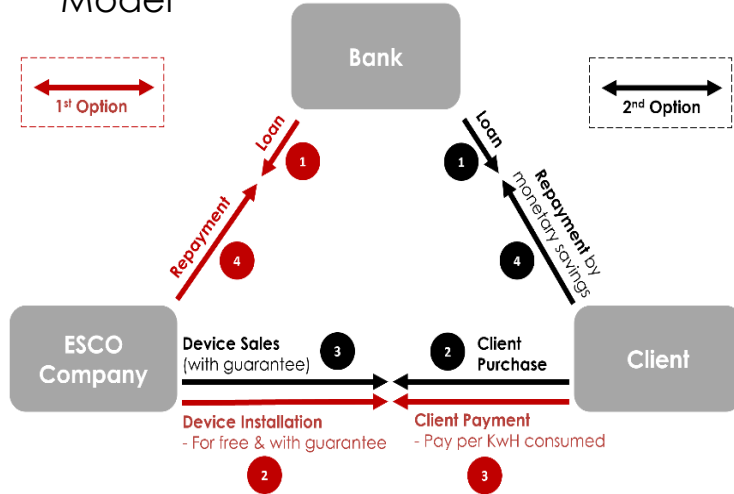 Model
Bank
1st Option
2nd Option
Loan
1
Repayment
4
Loan
1
Repayment by
monetary savings
4
ESCO
Company
Client
Device Sales
(with guarantee)
3
2
Client
Purchase
Device Installation
- For free & with guarantee
2
Client Payment
- Pay per KwH consumed
3